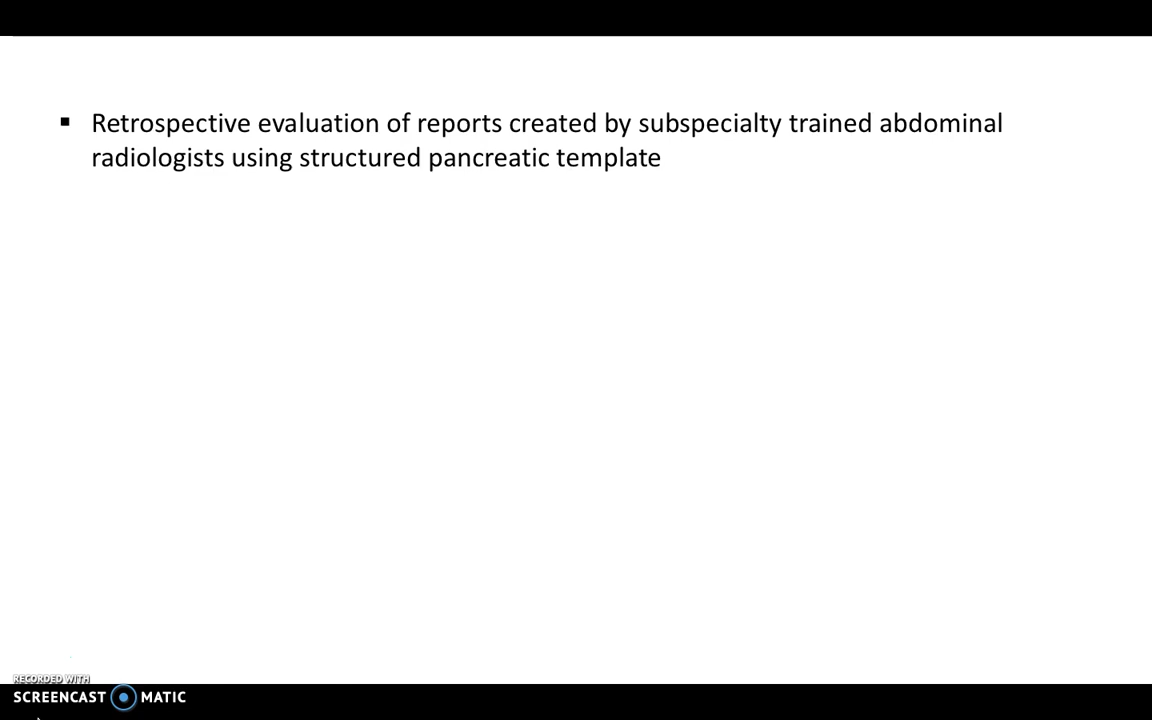 ▪ Retrospective evaluation of reports created by subspecialty trained abdominal
radiologists using structured pancreatic template
RECORDED WITH
SCREENCAST MATIC